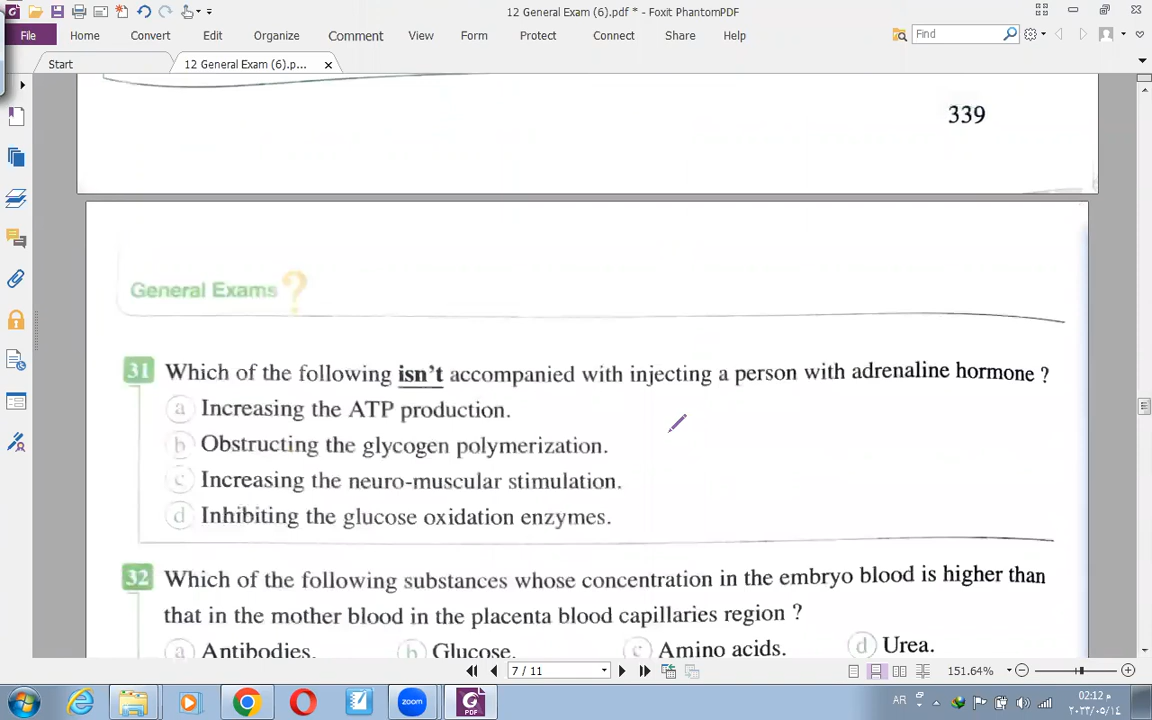 12 General Exam (6).pdf * - Foxit PhantomPDF
File Home Convert Edit Organize Comment View Form Protect Connect Share Help Find
Start 12 General Exam (6).p...
339
General Exams ?
31 Which of the following isn't accompanied with injecting a person with adrenaline hormone ?
a Increasing the ATP production.
b Obstructing the glycogen polymerization.
c Increasing the neuro-muscular stimulation.
d Inhibiting the glucose oxidation enzymes.
32 Which of the following substances whose concentration in the embryo blood is higher than
that in the mother blood in the placenta blood capillaries region ?
a Antibodies. b Glucose. c Amino acids. d Urea.
7 / 11 151.64%
zoom PDF AR 02:12 م
٢٠٢٣/٠٥/١٤